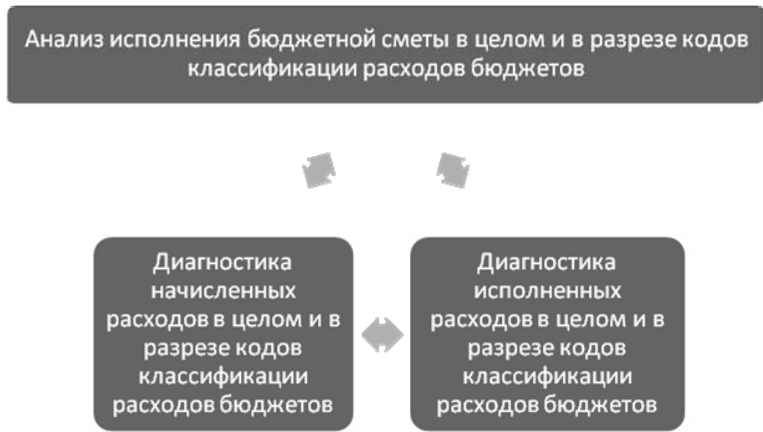 Анализ исполнения бюджетной сметы в целом и в разрезе кодов
классификации расходов бюджетов
Диагностика
начисленных
расходов в целом и в
разрезе кодов
классификации
расходов бюджетов
Диагностика
исполненных
расходов в целом и в
разрезе кодов
классификации
расходов бюджетов